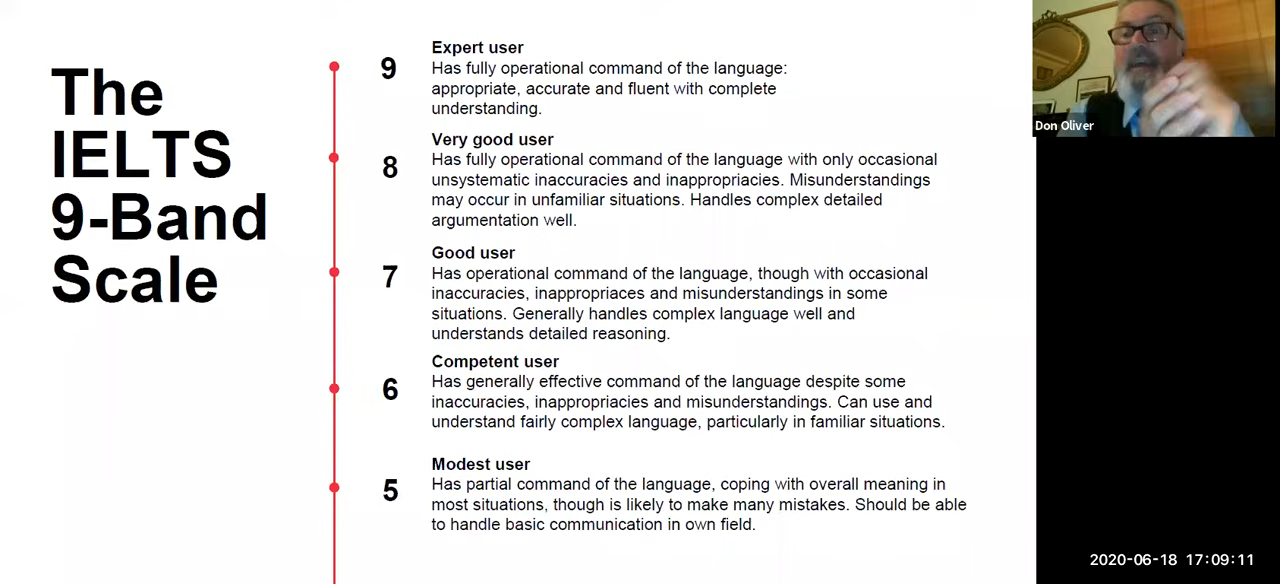 The
IELTS
9-Band
Scale
9
Expert user
Has fully operational command of the language:
appropriate, accurate and fluent with complete
understanding.
8
Very good user
Has fully operational command of the language with only occasional
unsystematic inaccuracies and inappropriacies. Misunderstandings
may occur in unfamiliar situations. Handles complex detailed
argumentation well.
7
Good user
Has operational command of the language, though with occasional
inaccuracies, inappropriaces and misunderstandings in some
situations. Generally handles complex language well and
understands detailed reasoning.
6
Competent user
Has generally effective command of the language despite some
inaccuracies, inappropriacies and misunderstandings. Can use and
understand fairly complex language, particularly in familiar situations.
5
Modest user
Has partial command of the language, coping with overall meaning in
most situations, though is likely to make many mistakes. Should be able
to handle basic communication in own field.
Don Oliver
2020-06-18 17:09:11